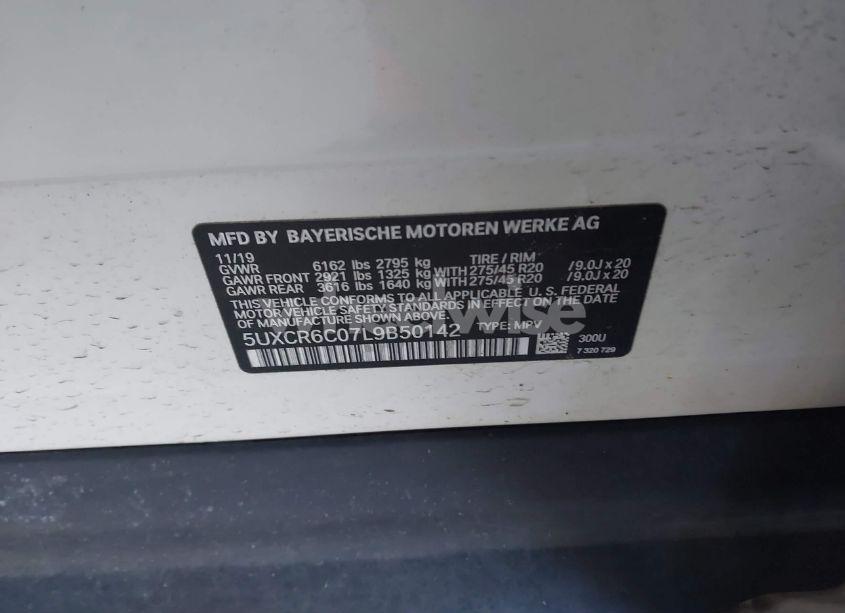 MFD BY BAYERISCHE MOTOREN WERKE AG
11/19 TIRE / RIM
GVWR 6162 lbs 2795 kg
GAWR FRONT 2921 lbs 1325 kg WITH 275/45 R20 /9.0J x 20
GAWR REAR 3616 lbs 1640 kg WITH 275/45 R20 /9.0J x 20
THIS VEHICLE CONFORMS TO ALL APPLICABLE U. S. FEDERAL
MOTOR VEHICLE SAFETY STANDARDS IN EFFECT ON THE DATE
OF MANUFACTURE SHOWN ABOVE.
5UXCR6C07L9B50142 TYPE: MPV 300U
7 320 729